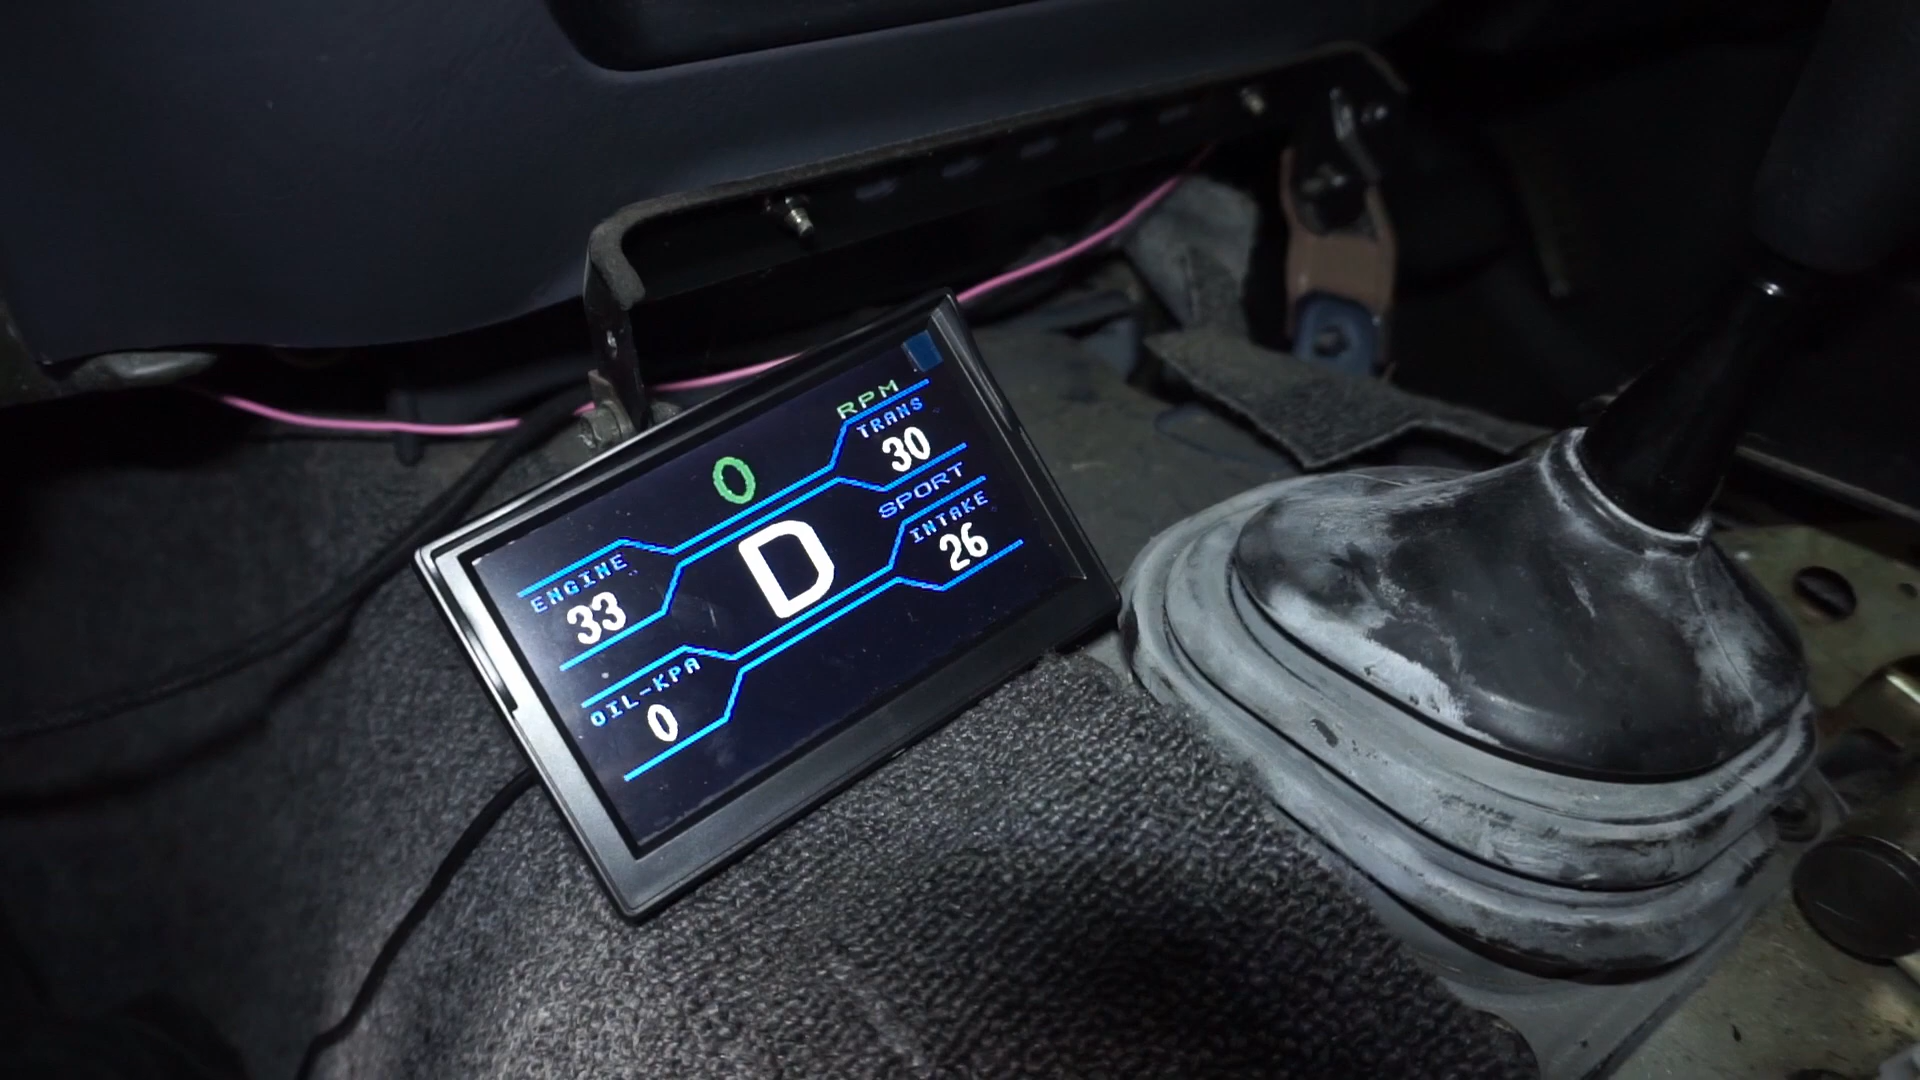 RPM
0
TRANS
30
SPORT
ENGINE
33
D
INTAKE
26
OIL-KPA
0